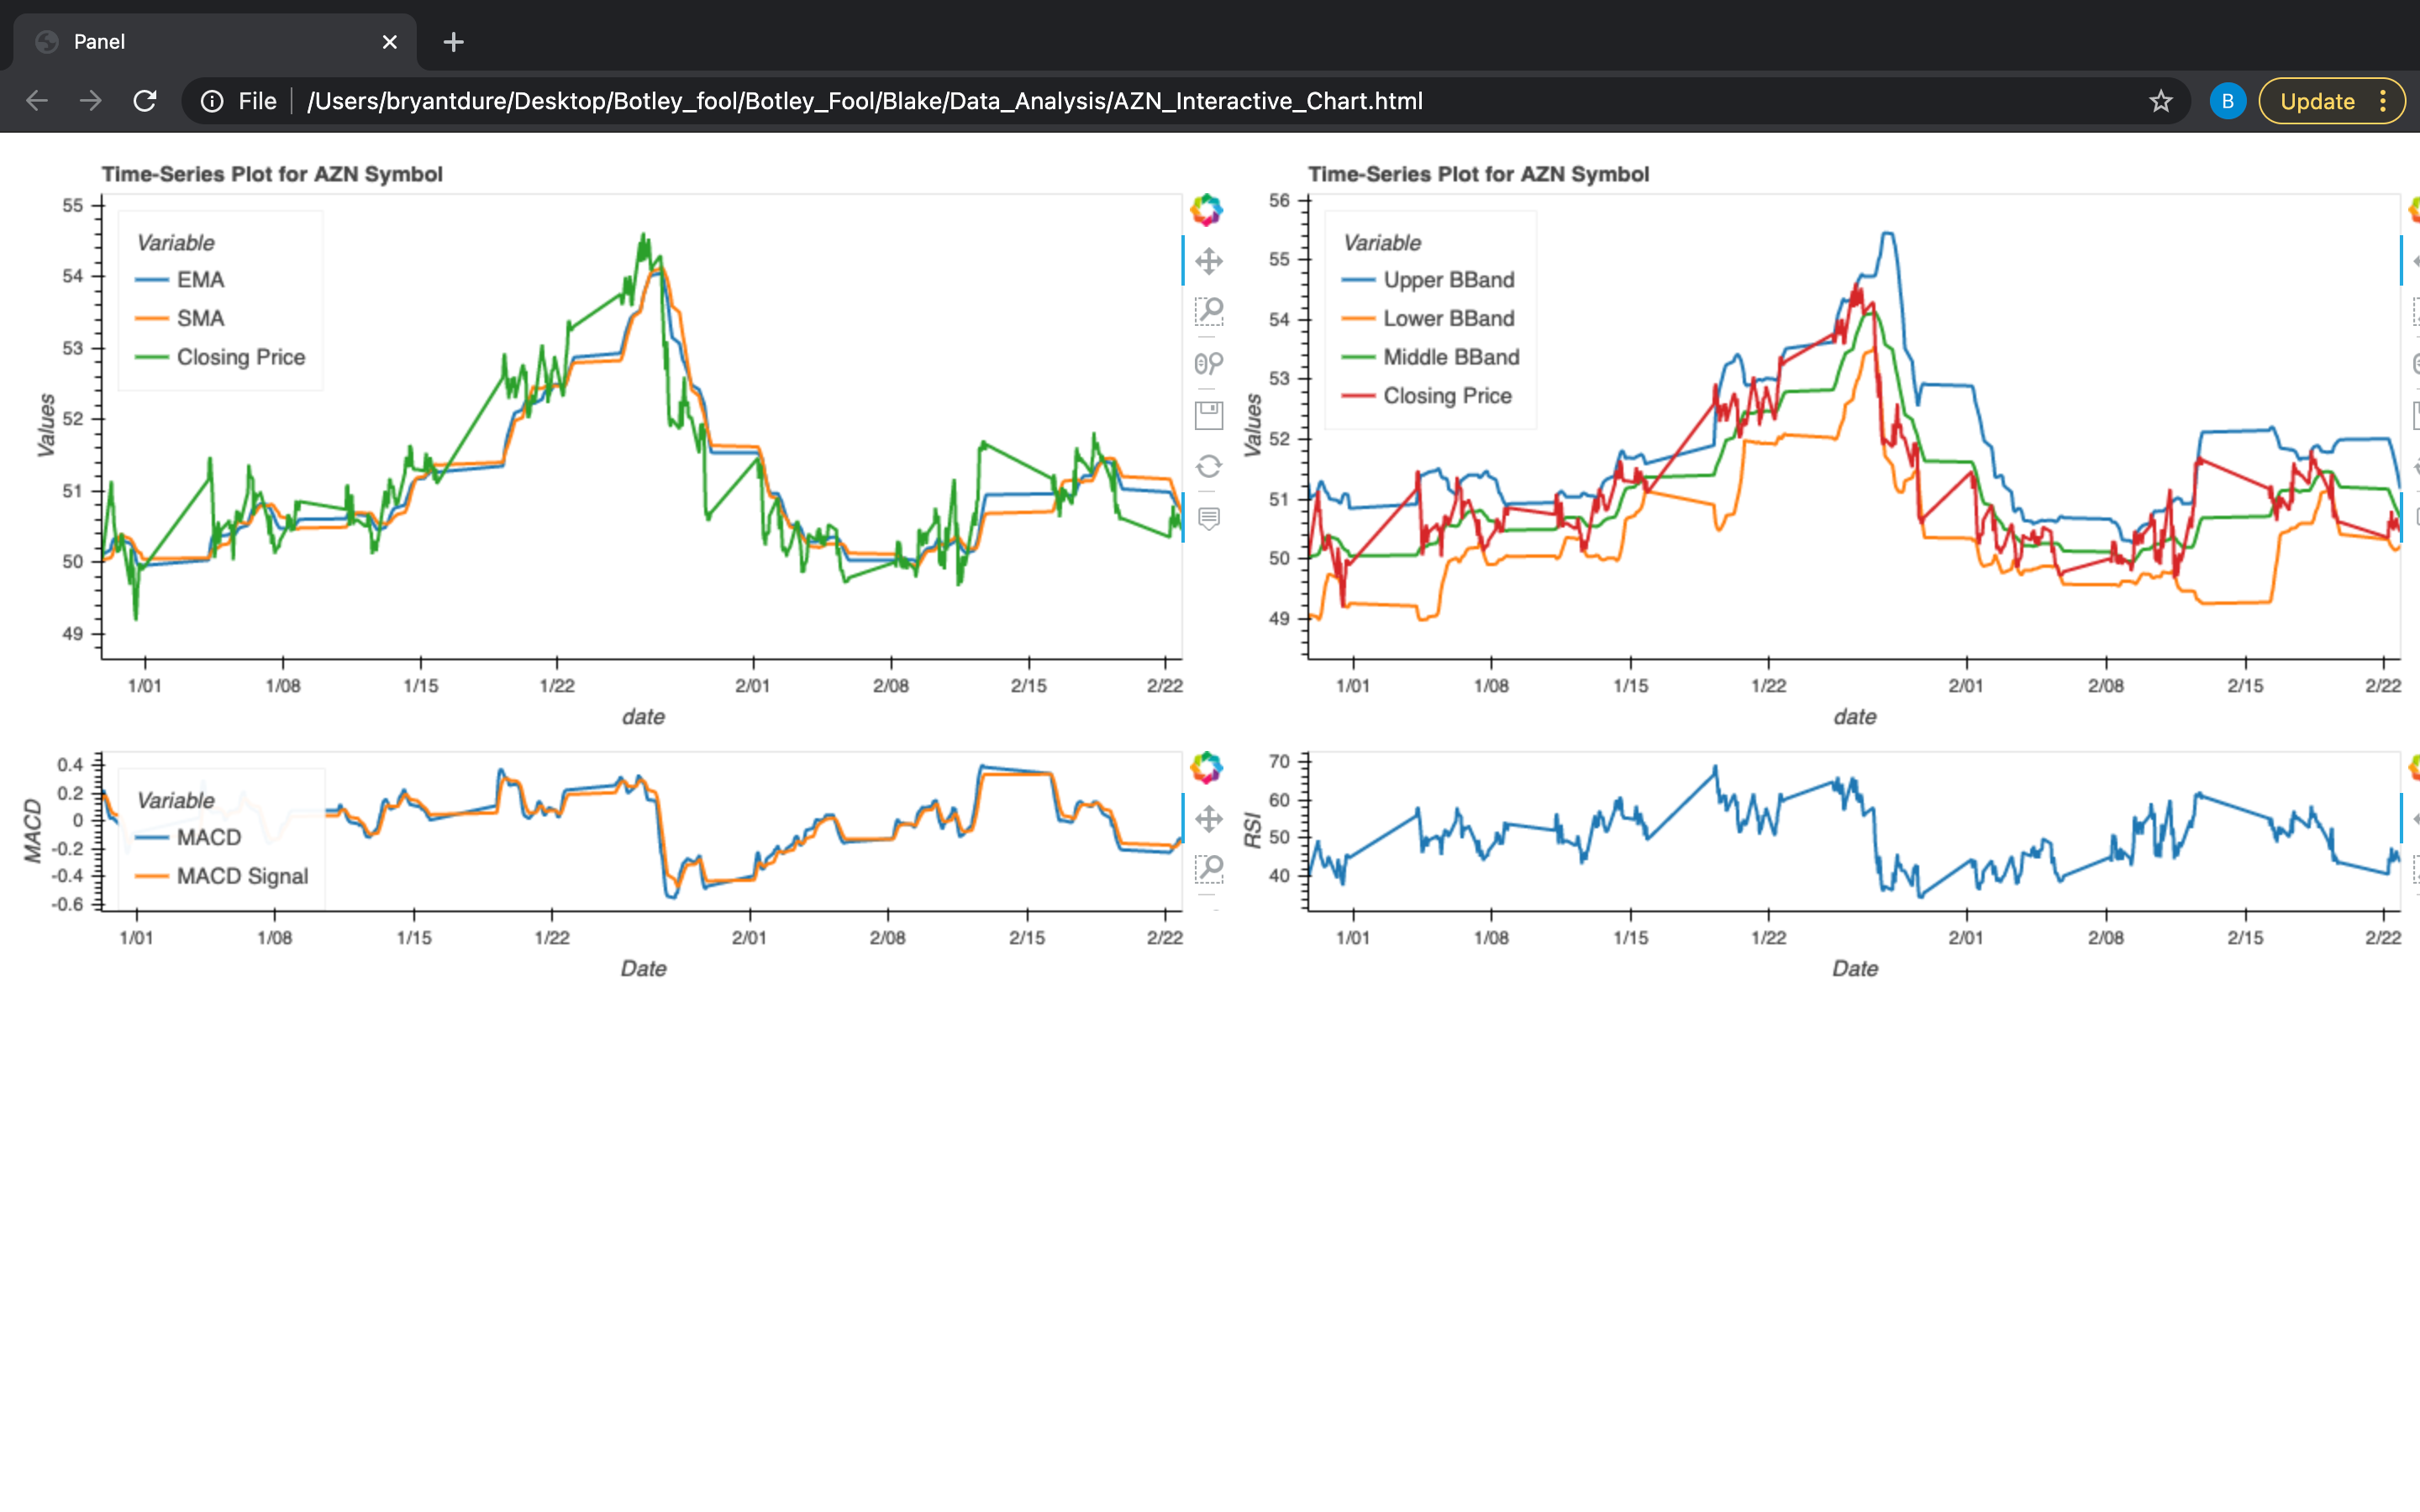 Panel
File /Users/bryantdure/Desktop/Botley_fool/Botley_Fool/Blake/Data_Analysis/AZN_Interactive_Chart.html
B
Update
Time-Series Plot for AZN Symbol
55
54
53
52
51
50
49
Values
Variable
EMA
SMA
Closing Price
1/01 1/08 1/15 1/22 2/01 2/08 2/15 2/22
date
Time-Series Plot for AZN Symbol
56
55
54
53
52
51
50
49
Values
Variable
Upper BBand
Lower BBand
Middle BBand
Closing Price
1/01 1/08 1/15 1/22 2/01 2/08 2/15 2/22
date
0.4
0.2
0
-0.2
-0.4
-0.6
MACD
Variable
MACD
MACD Signal
1/01 1/08 1/15 1/22 2/01 2/08 2/15 2/22
Date
70
60
50
40
RSI
1/01 1/08 1/15 1/22 2/01 2/08 2/15 2/22
Date